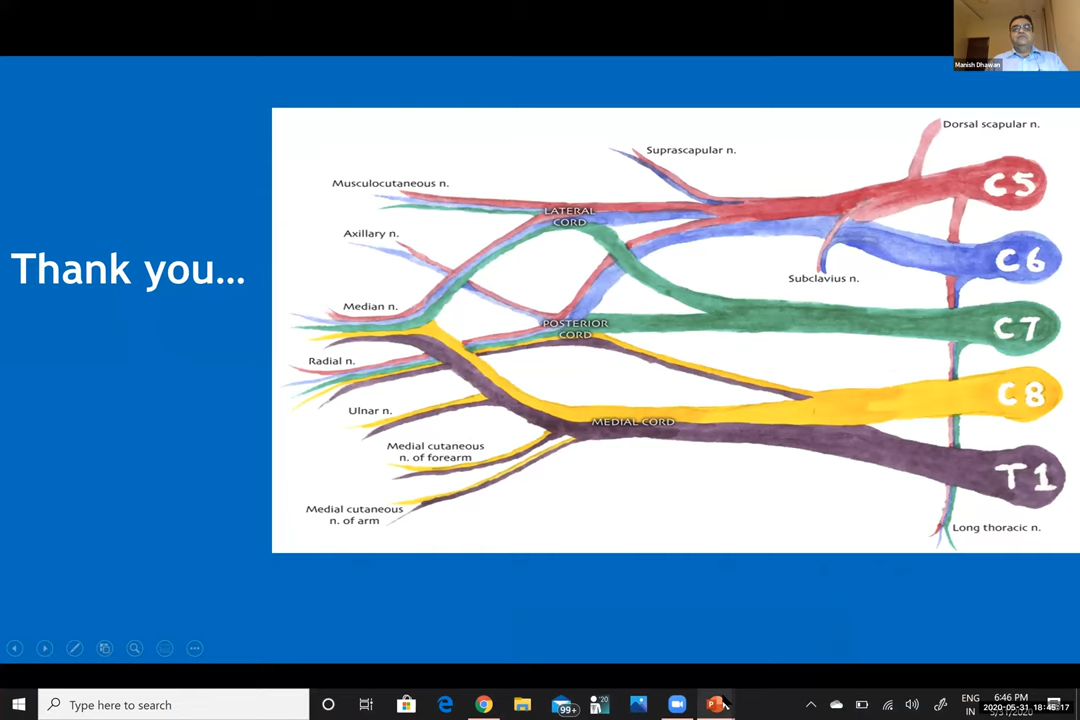 Manish Dhawan
Thank you...
Dorsal scapular n.
Suprascapular n.
Musculocutaneous n.
LATERAL
CORD
C5
Axillary n.
C6
Subclavius n.
Median n.
POSTERIOR
CORD
C7
Radial n.
C8
Ulnar n.
MEDIAL CORD
Medial cutaneous
n. of forearm
T1
Medial cutaneous
n. of arm
Long thoracic n.
Type here to search
99+
'20
ENG
IN
6:46 PM
2020-05-31 18:45:17